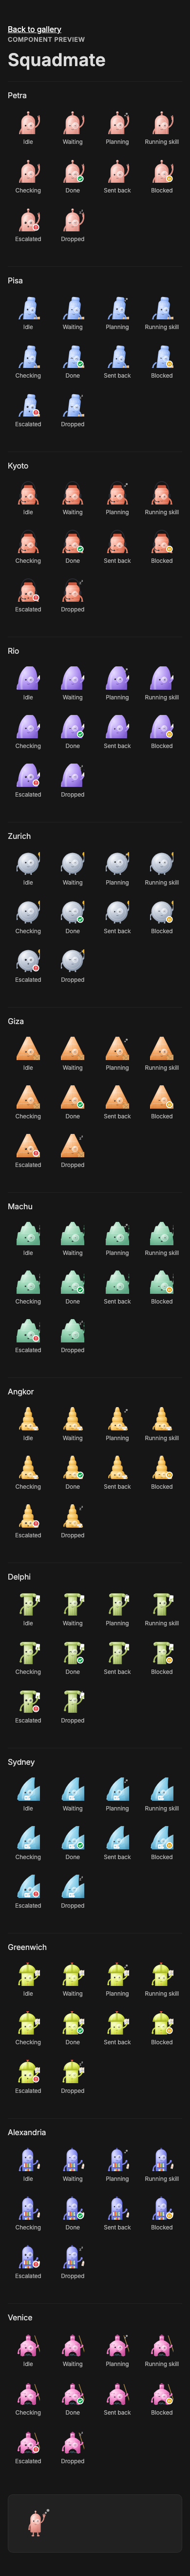 Back to gallery
COMPONENT PREVIEW
Squadmate
Petra
Idle Waiting Planning Running skill
Checking Done Sent back Blocked
Escalated Dropped
Pisa
Idle Waiting Planning Running skill
Checking Done Sent back Blocked
Escalated Dropped
Kyoto
Idle Waiting Planning Running skill
Checking Done Sent back Blocked
Escalated Dropped
Rio
Idle Waiting Planning Running skill
Checking Done Sent back Blocked
Escalated Dropped
Zurich
Idle Waiting Planning Running skill
Checking Done Sent back Blocked
Escalated Dropped
Giza
Idle Waiting Planning Running skill
Checking Done Sent back Blocked
Escalated Dropped
Machu
Idle Waiting Planning Running skill
Checking Done Sent back Blocked
Escalated Dropped
Angkor
Idle Waiting Planning Running skill
Checking Done Sent back Blocked
Escalated Dropped
Delphi
Idle Waiting Planning Running skill
Checking Done Sent back Blocked
Escalated Dropped
Sydney
Idle Waiting Planning Running skill
Checking Done Sent back Blocked
Escalated Dropped
Greenwich
Idle Waiting Planning Running skill
Checking Done Sent back Blocked
Escalated Dropped
Alexandria
Idle Waiting Planning Running skill
Checking Done Sent back Blocked
Escalated Dropped
Venice
Idle Waiting Planning Running skill
Checking Done Sent back Blocked
Escalated Dropped